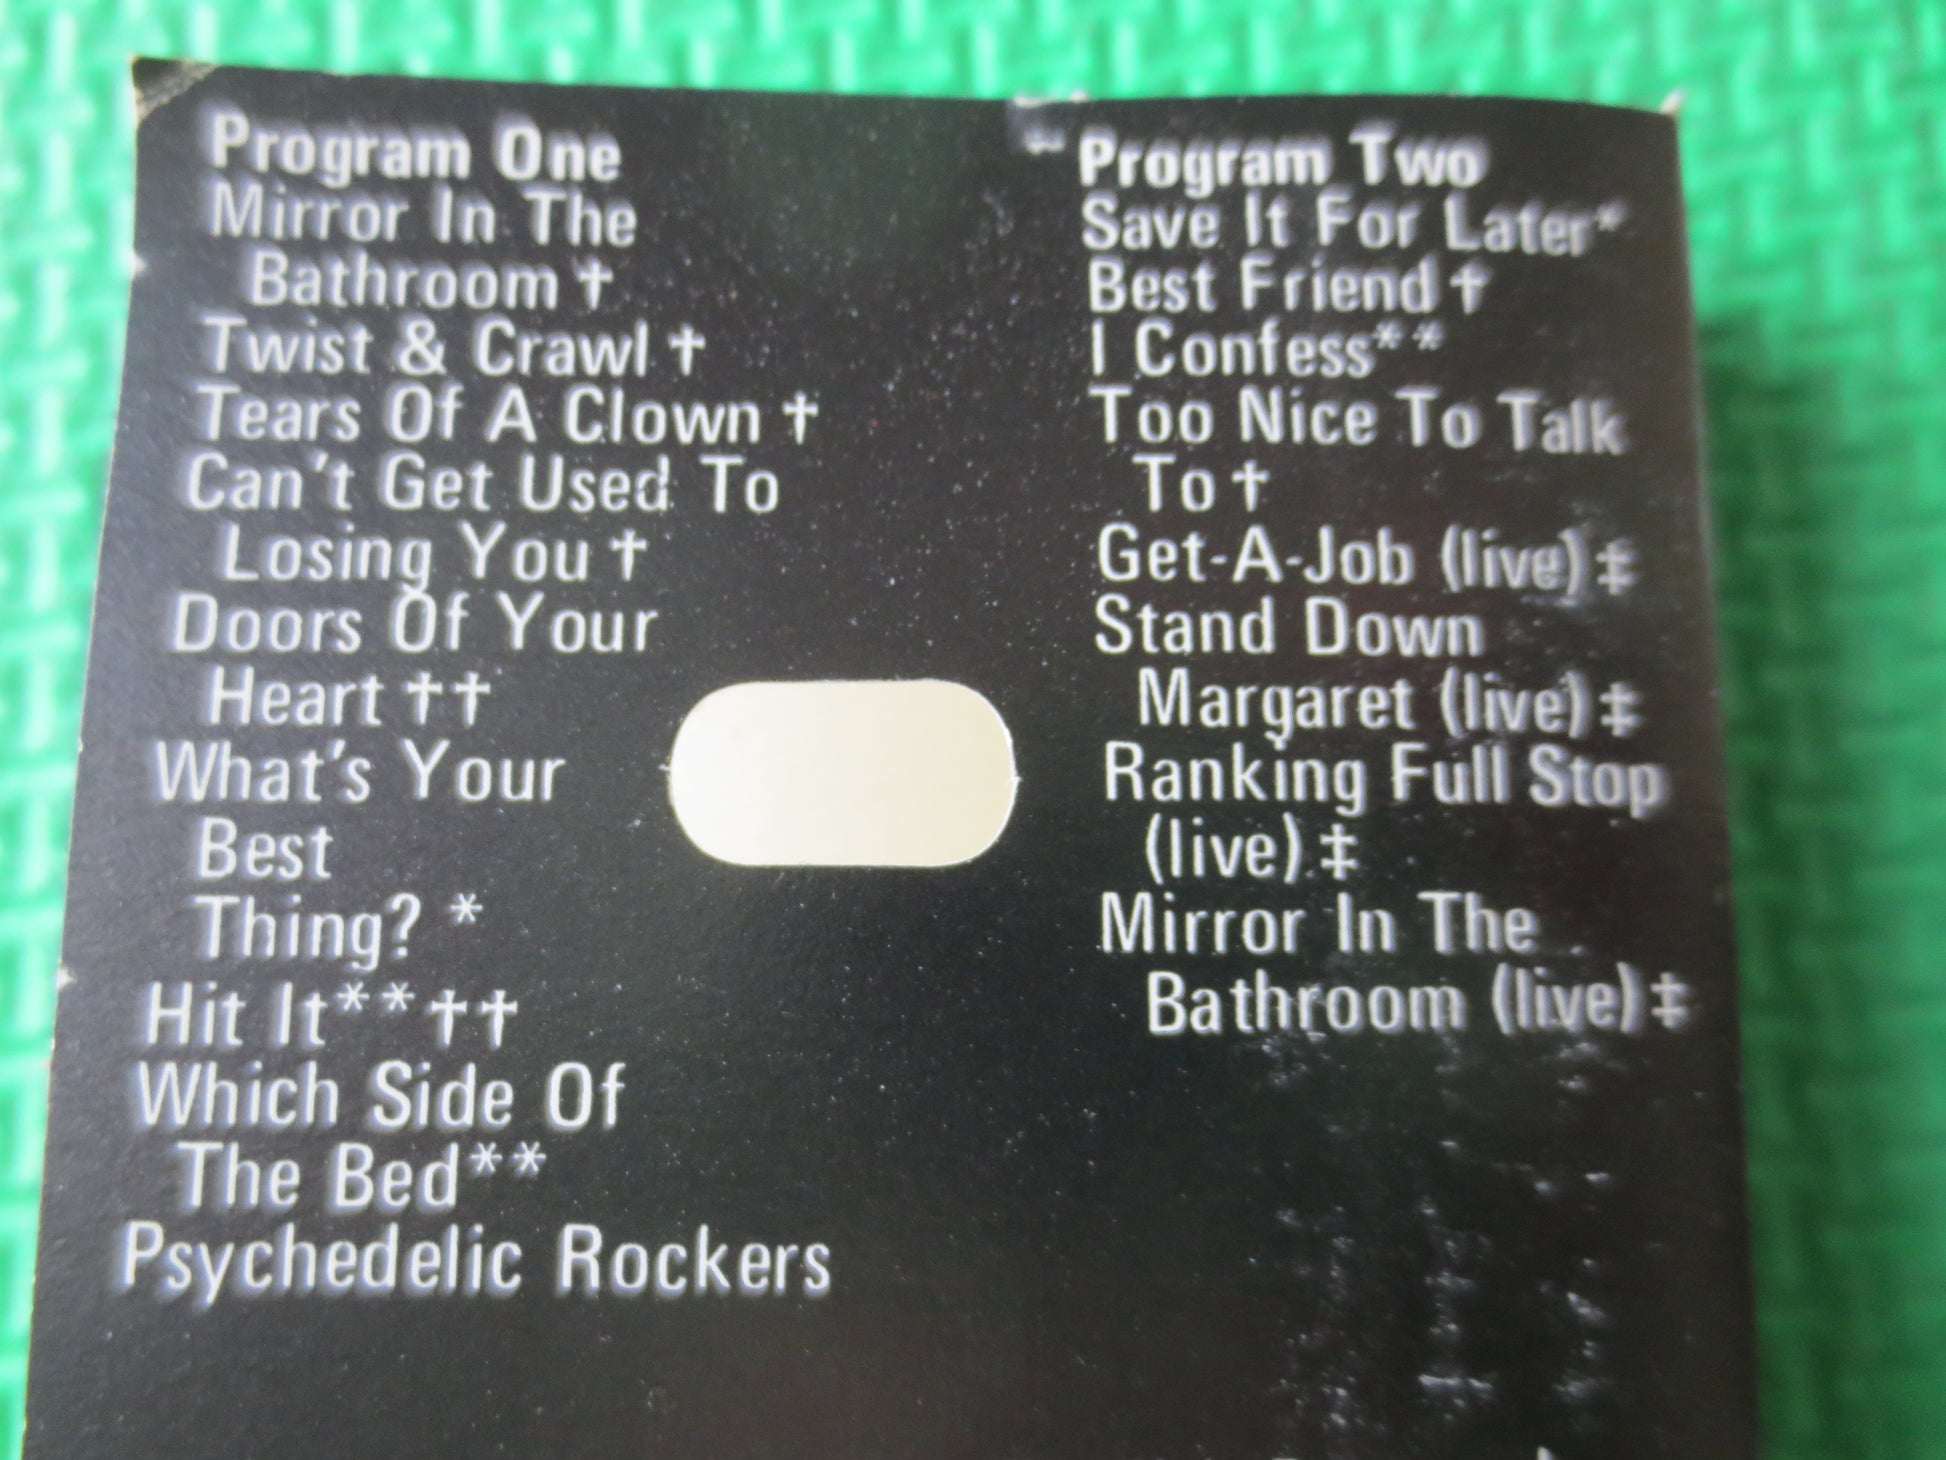 Program One
Mirror In The
Bathroom †
Twist & Crawl †
Tears Of A Clown †
Can't Get Used To
Losing You †
Doors Of Your
Heart ††
What's Your
Best
Thing? *
Hit It** ††
Which Side Of
The Bed**
Psychedelic Rockers
Program Two
Save It For Later*
Best Friend †
I Confess**
Too Nice To Talk
To †
Get-A-Job (live) ‡
Stand Down
Margaret (live) ‡
Ranking Full Stop
(live) ‡
Mirror In The
Bathroom (live) ‡